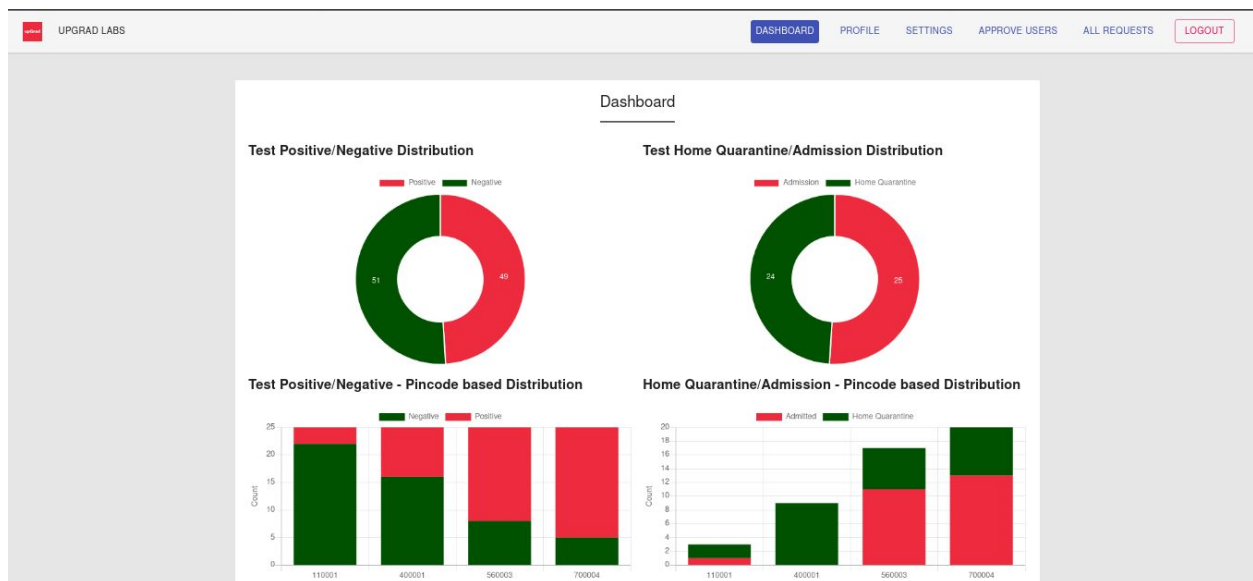 upGrad
UPGRAD LABS
DASHBOARD
PROFILE
SETTINGS
APPROVE USERS
ALL REQUESTS
LOGOUT
Dashboard
Test Positive/Negative Distribution
Positive
Negative
51
49
Test Home Quarantine/Admission Distribution
Admission
Home Quarantine
24
25
Test Positive/Negative - Pincode based Distribution
Negative
Positive
Count
25
20
15
10
5
0
110001
400001
560003
700004
Home Quarantine/Admission - Pincode based Distribution
Admitted
Home Quarantine
Count
20
18
16
14
12
10
8
6
4
2
0
110001
400001
560003
700004